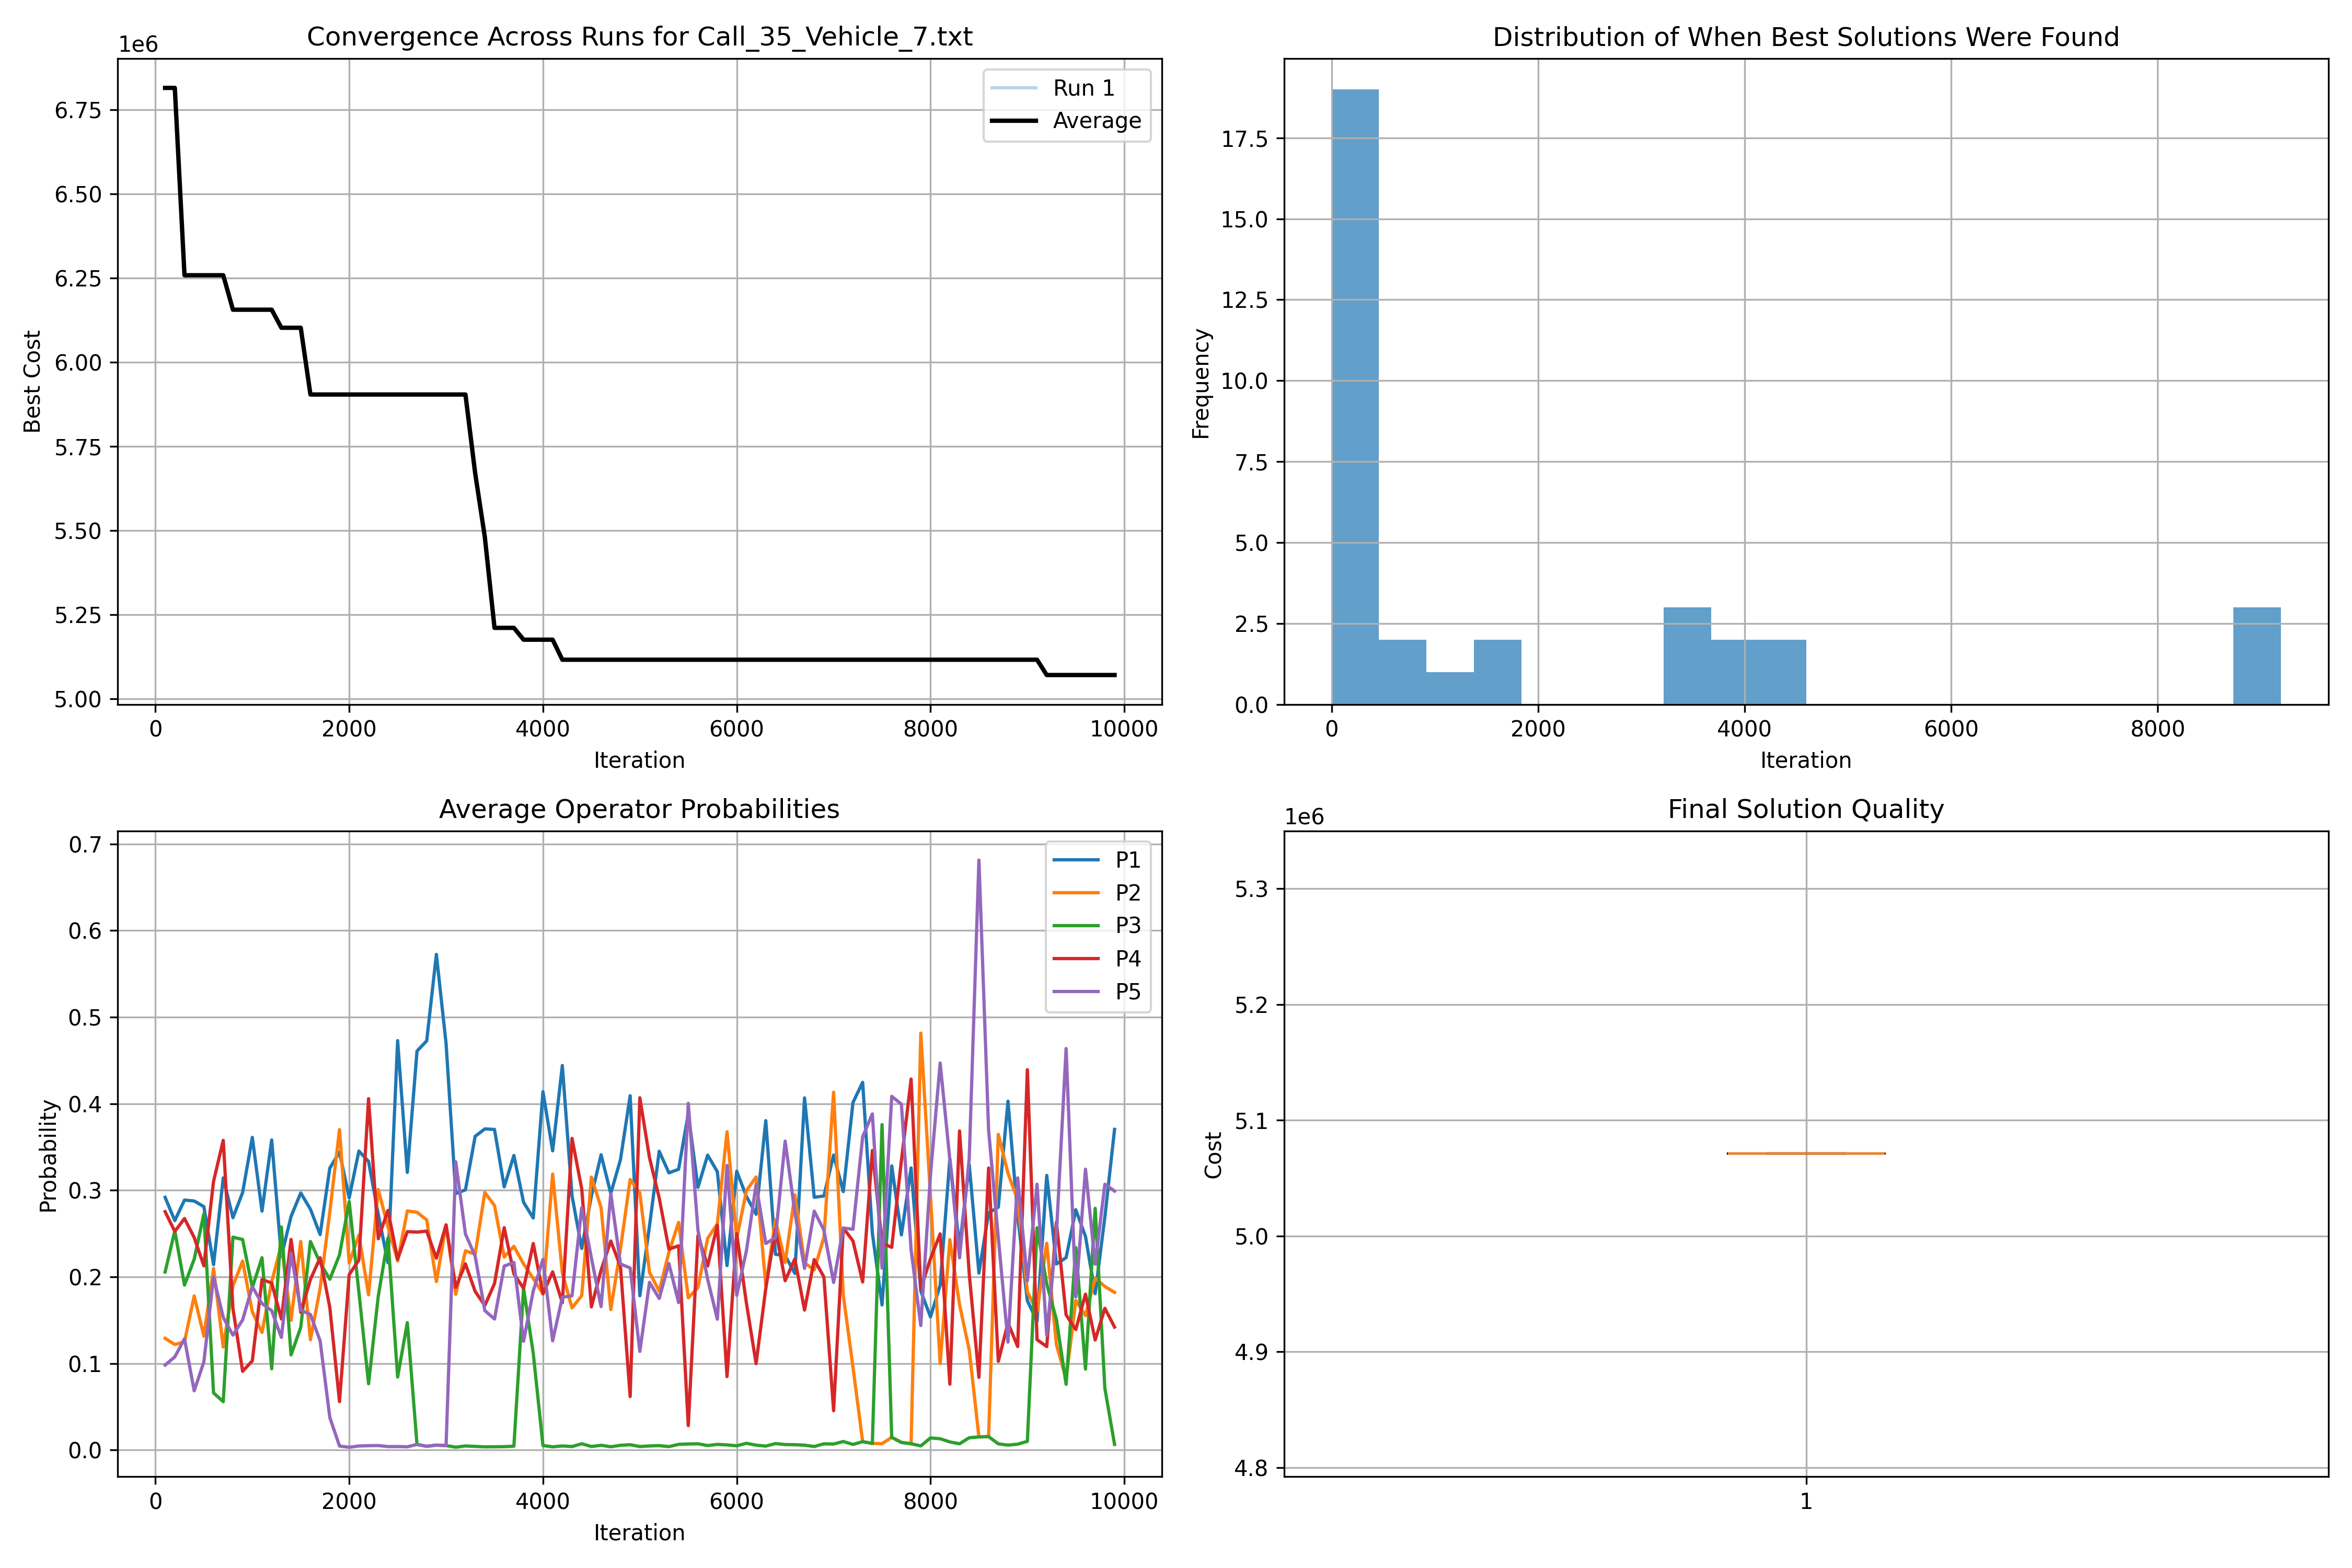 Convergence Across Runs for Call_35_Vehicle_7.txt
1e6
6.75
6.50
6.25
6.00
5.75
5.50
5.25
5.00
Best Cost
0 2000 4000 6000 8000 10000
Iteration
Run 1
Average
Distribution of When Best Solutions Were Found
17.5
15.0
12.5
10.0
7.5
5.0
2.5
0.0
Frequency
0 2000 4000 6000 8000
Iteration
Average Operator Probabilities
0.7
0.6
0.5
0.4
0.3
0.2
0.1
0.0
Probability
0 2000 4000 6000 8000 10000
Iteration
P1
P2
P3
P4
P5
Final Solution Quality
1e6
5.3
5.2
5.1
5.0
4.9
4.8
Cost
1